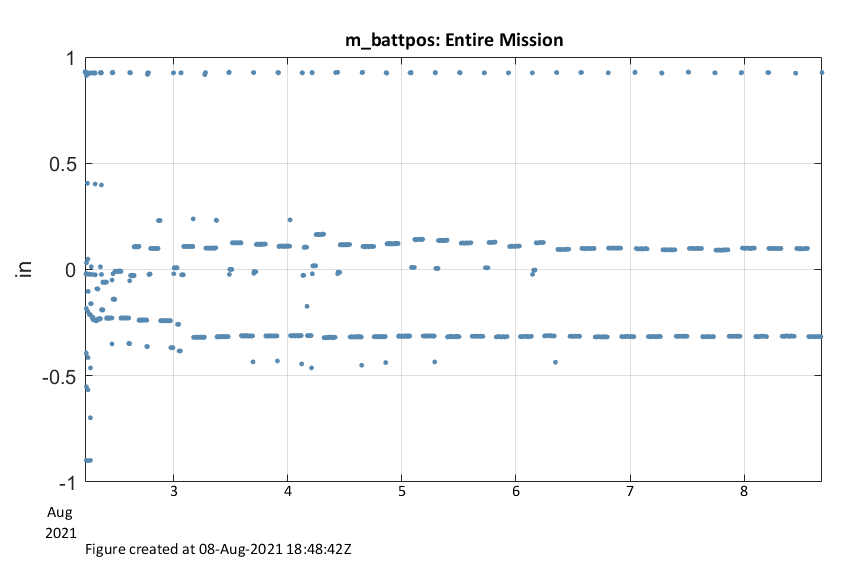 m_battpos: Entire Mission
1
0.5
0
-0.5
-1
in
3 4 5 6 7 8
Aug
2021
Figure created at 08-Aug-2021 18:48:42Z